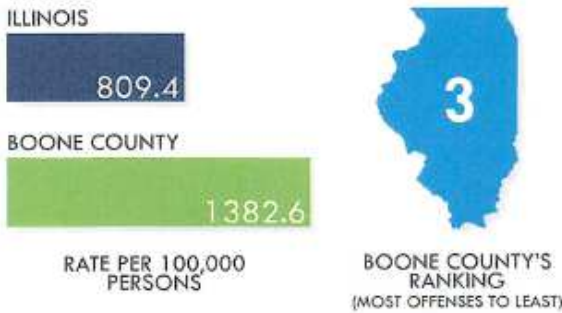 ILLINOIS
809.4
BOONE COUNTY
1382.6
RATE PER 100,000
PERSONS
3
BOONE COUNTY'S
RANKING
(MOST OFFENSES TO LEAST)